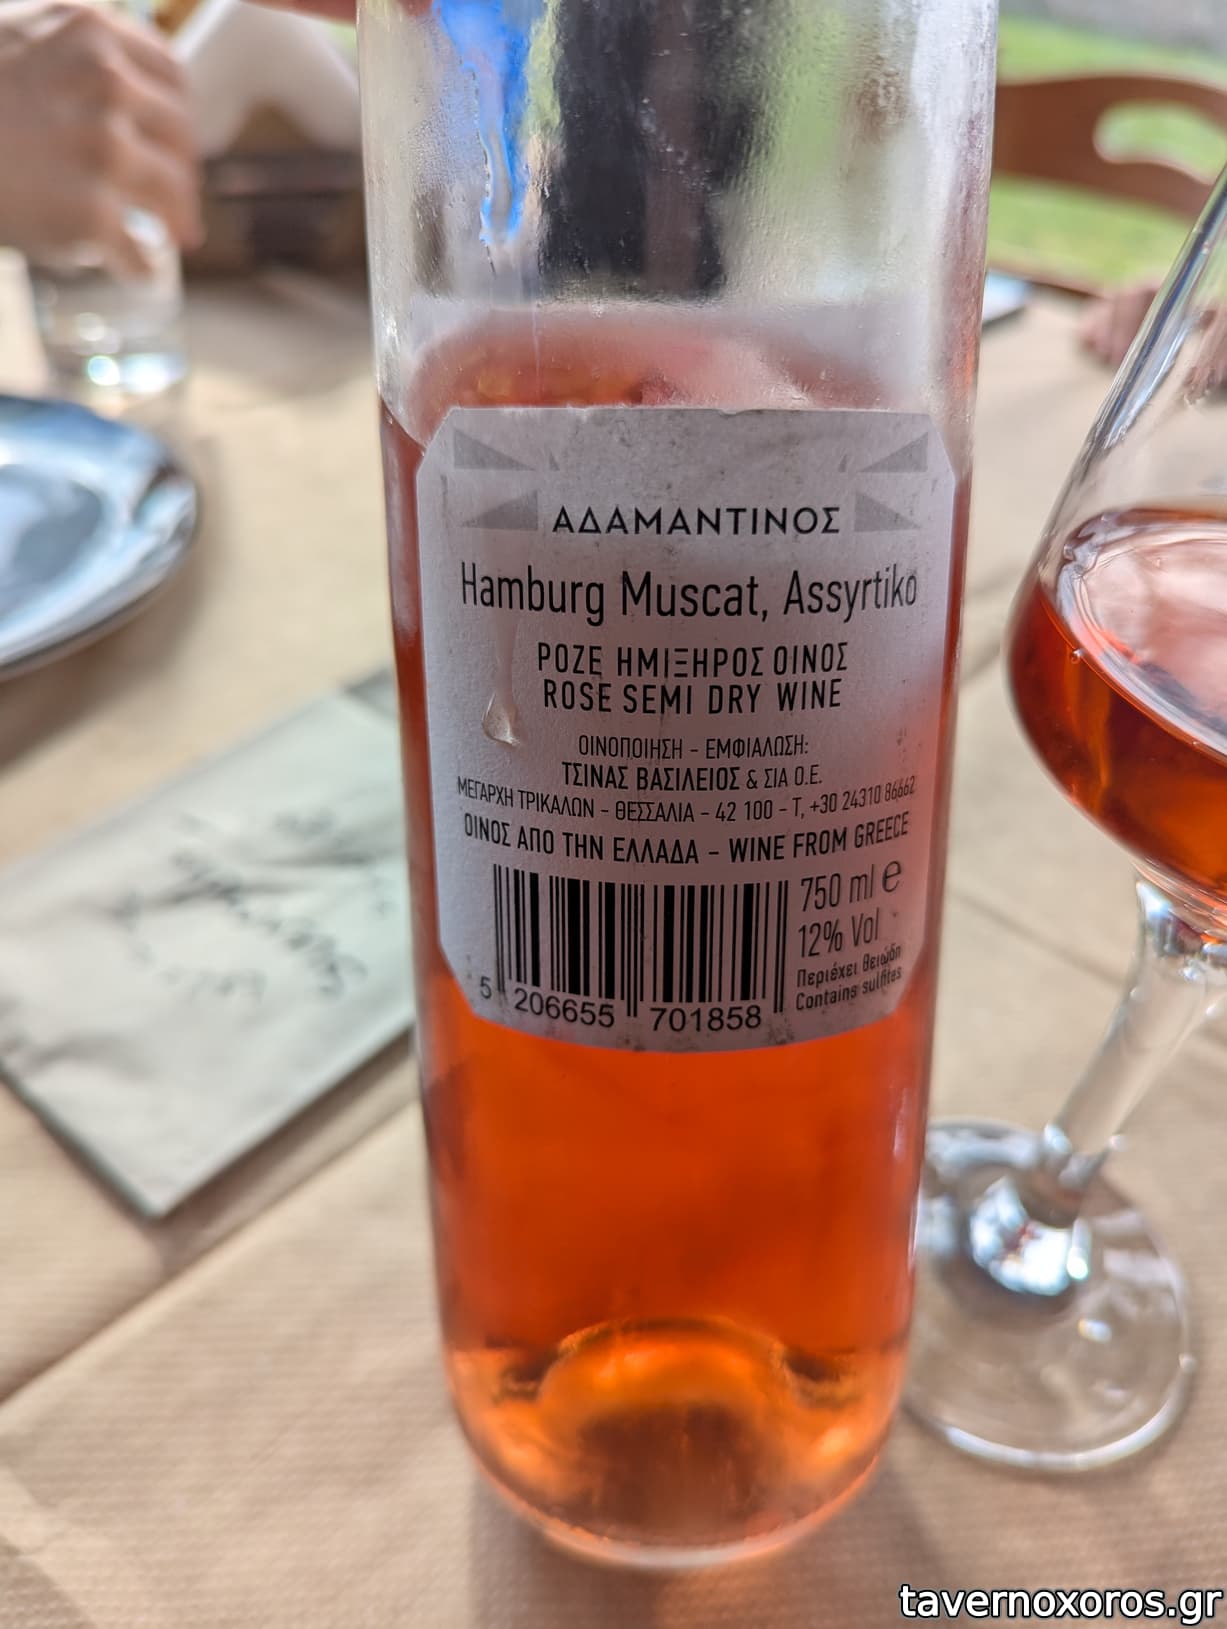 ΑΔΑΜΑΝΤΙΝΟΣ
Hamburg Muscat, Assyrtiko
ΡΟΖΕ ΗΜΙΞΗΡΟΣ ΟΙΝΟΣ
ROSE SEMI DRY WINE
ΟΙΝΟΠΟΙΗΣΗ - ΕΜΦΙΑΛΩΣΗ:
ΤΣΙΝΑΣ ΒΑΣΙΛΕΙΟΣ & ΣΙΑ Ο.Ε.
ΜΕΓΑΡΧΗ ΤΡΙΚΑΛΩΝ - ΘΕΣΣΑΛΙΑ - 42 100 - Τ, +30 24310 86662
ΟΙΝΟΣ ΑΠΟ ΤΗΝ ΕΛΛΑΔΑ - WINE FROM GREECE
750 ml e
12% Vol
Περιέχει θειώδη
Contains sulfites
5 206655 701858
tavernoxoros.gr